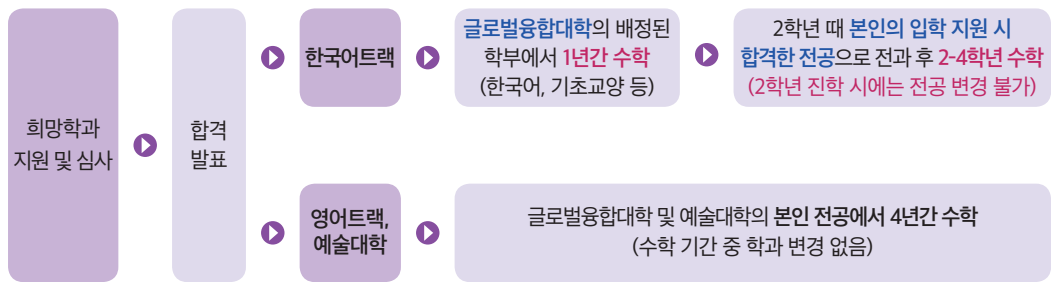 희망학과
지원 및 심사
합격
발표
한국어트랙
글로벌융합대학의 배정된
학부에서 1년간 수학
(한국어, 기초교양 등)
2학년 때 본인의 입학 지원 시
합격한 전공으로 전과 후 2-4학년 수학
(2학년 진학 시에는 전공 변경 불가)
영어트랙,
예술대학
글로벌융합대학 및 예술대학의 본인 전공에서 4년간 수학
(수학 기간 중 학과 변경 없음)